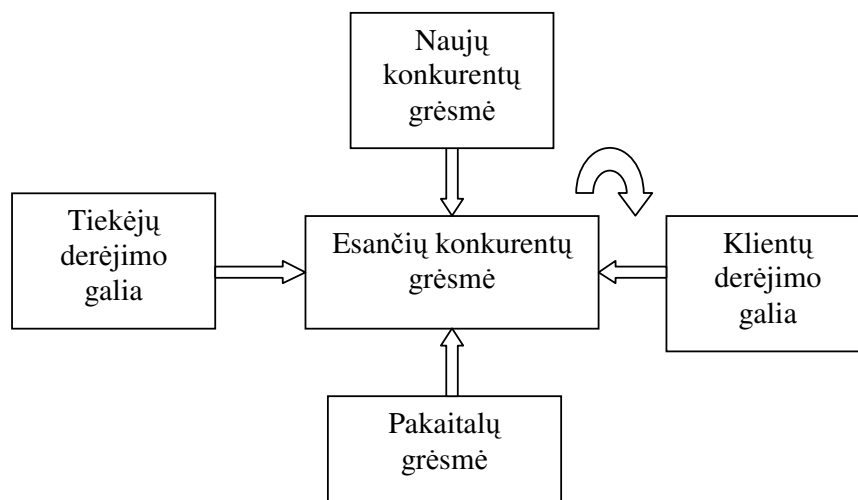 Naujų
konkurentų
grėsmė
Tiekėjų
derėjimo
galia
Esančių konkurentų
grėsmė
Klientų
derėjimo
galia
Pakaitalų
grėsmė